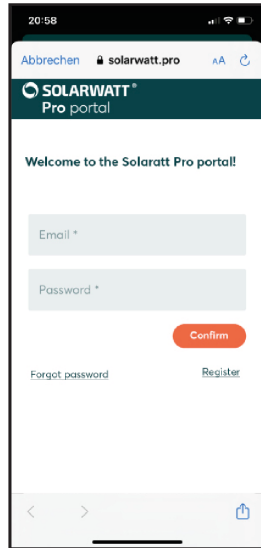 20:58
Abbrechen solarwatt.pro AA
SOLARWATT®
Pro portal
Welcome to the Solaratt Pro portal!
Email *
Password *
Confirm
Forgot password Register